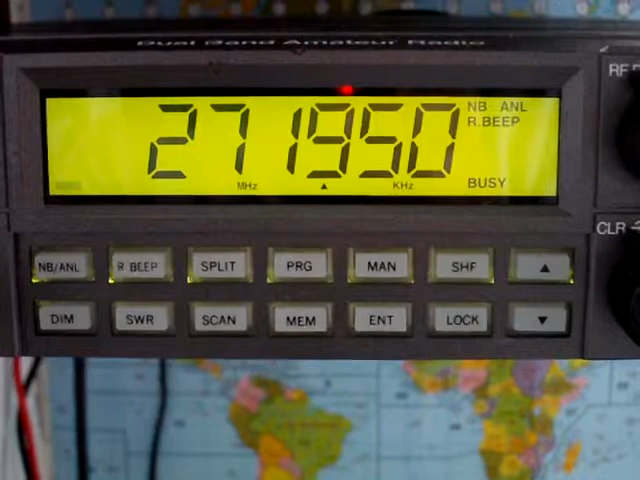 Dual Band Amateur Radio
RF P
271950
NB ANL
R.BEEP
MHz ▲ KHz
BUSY
CLR
NB/ANL R BEEP SPLIT PRG MAN SHF ▲
DIM SWR SCAN MEM ENT LOCK ▼